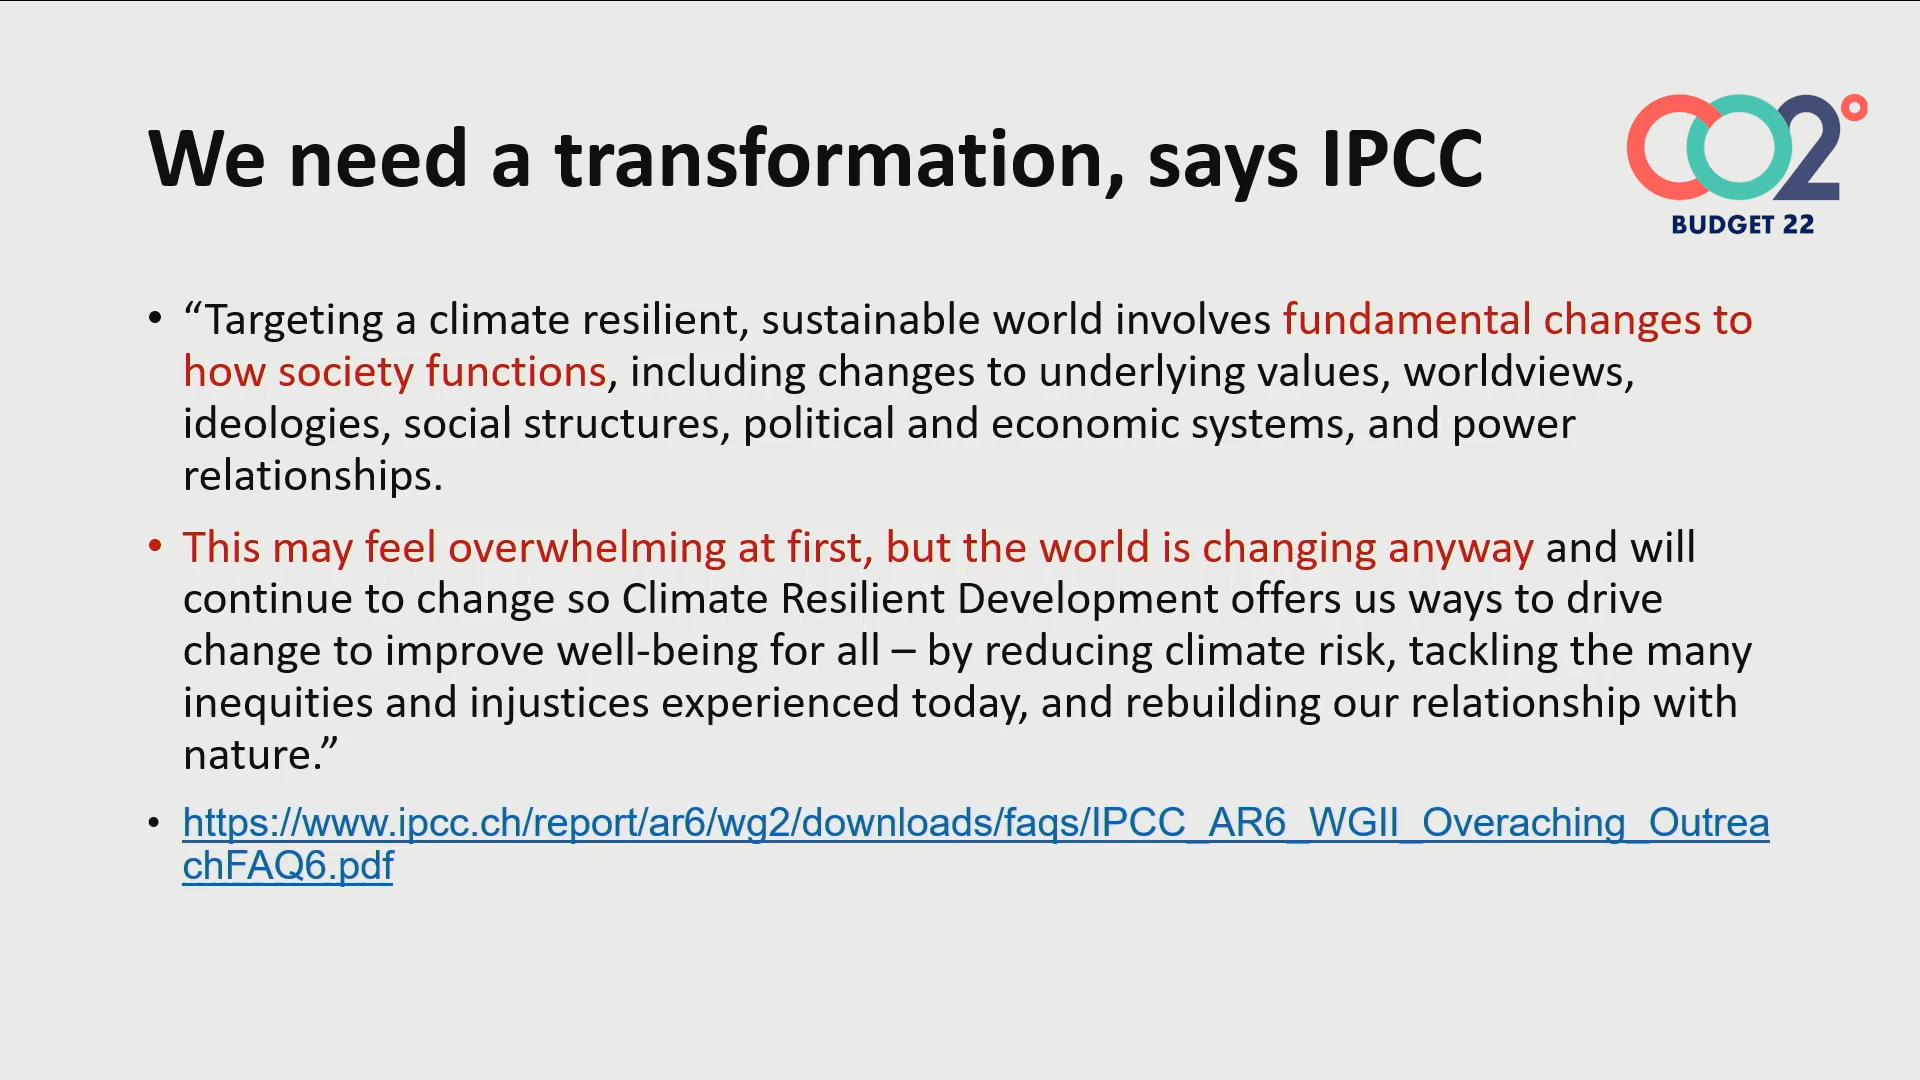 We need a transformation, says IPCC
CO2°
BUDGET 22
• “Targeting a climate resilient, sustainable world involves fundamental changes to
how society functions, including changes to underlying values, worldviews,
ideologies, social structures, political and economic systems, and power
relationships.
• This may feel overwhelming at first, but the world is changing anyway and will
continue to change so Climate Resilient Development offers us ways to drive
change to improve well-being for all – by reducing climate risk, tackling the many
inequities and injustices experienced today, and rebuilding our relationship with
nature.”
• https://www.ipcc.ch/report/ar6/wg2/downloads/faqs/IPCC_AR6_WGII_Overaching_Outrea
chFAQ6.pdf